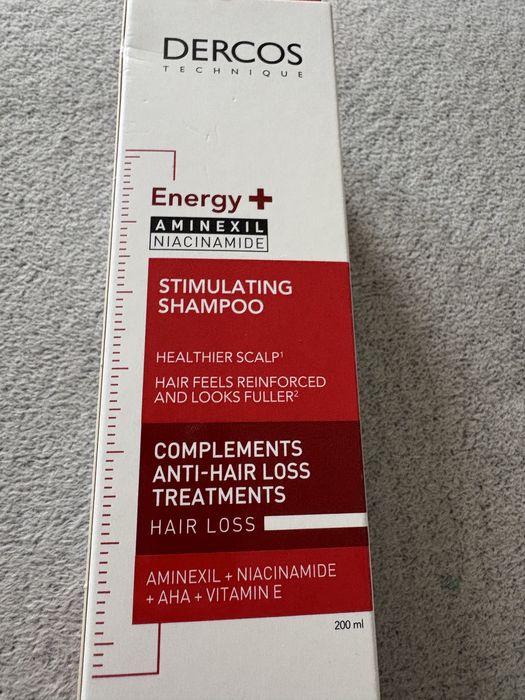 DERCOS
TECHNIQUE
Energy +
AMINEXIL
NIACINAMIDE
STIMULATING
SHAMPOO
HEALTHIER SCALP¹
HAIR FEELS REINFORCED
AND LOOKS FULLER²
COMPLEMENTS
ANTI-HAIR LOSS
TREATMENTS
HAIR LOSS
AMINEXIL + NIACINAMIDE
+ AHA + VITAMIN E
200 ml